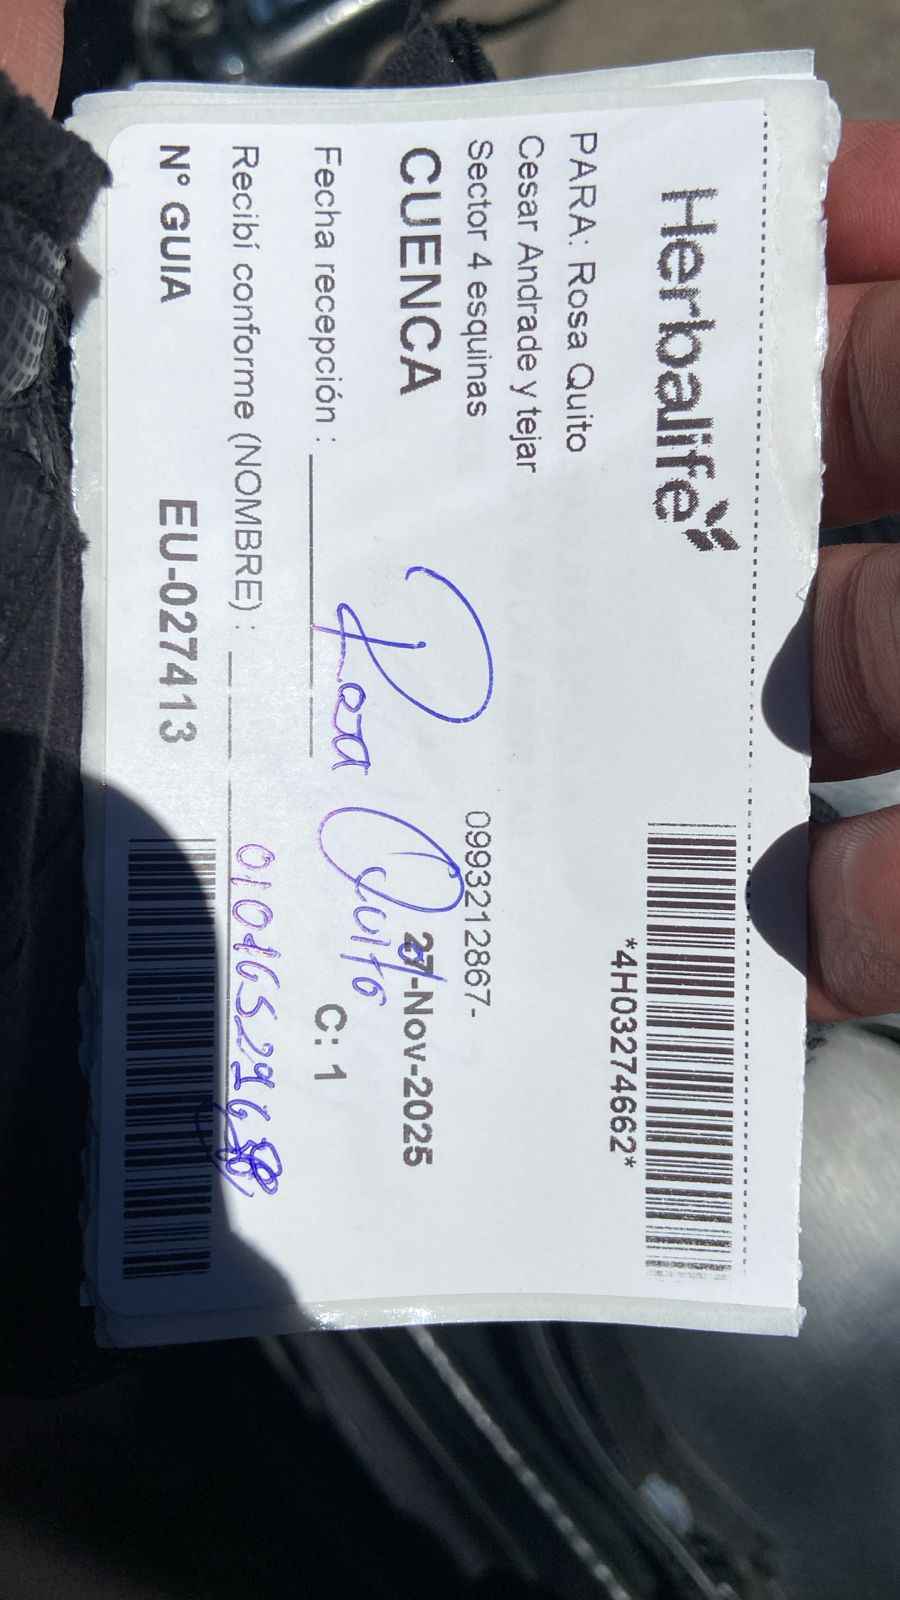 Herbalife
*4H03274662*
PARA: Rosa Quito
Cesar Andrade y tejar
Sector 4 esquinas
0993212867-
CUENCA
27-Nov-2025
Fecha recepción :
Rosa Quito
C: 1
Recibí conforme (NOMBRE) :
N° GUIA
EU-027413